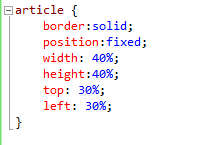 article {
border:solid;
position:fixed;
width: 40%;
height:40%;
top: 30%;
left: 30%;
}